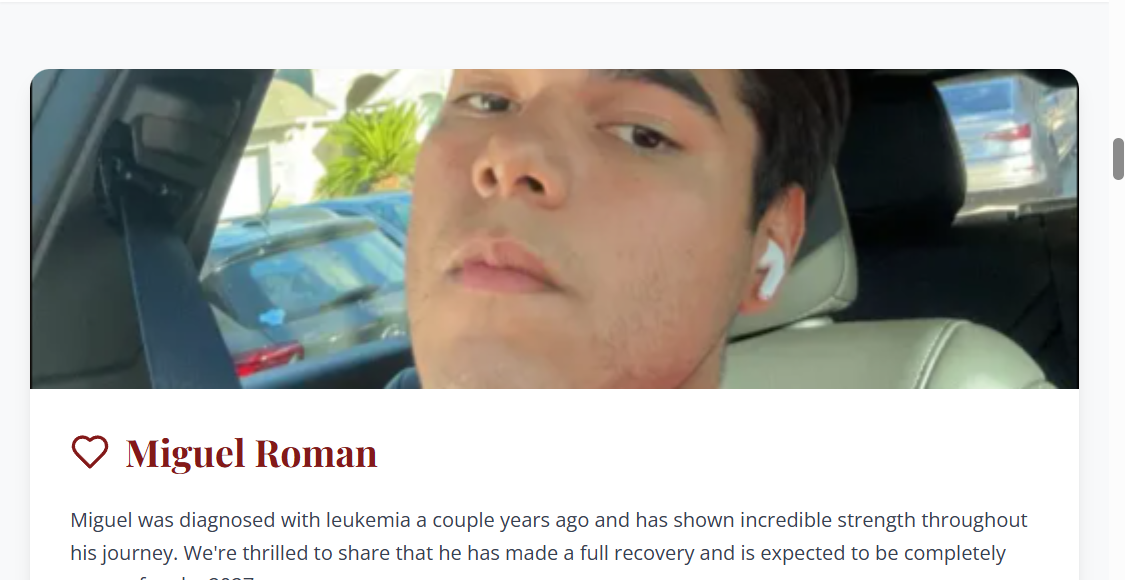 Miguel Roman
Miguel was diagnosed with leukemia a couple years ago and has shown incredible strength throughout
his journey. We're thrilled to share that he has made a full recovery and is expected to be completely